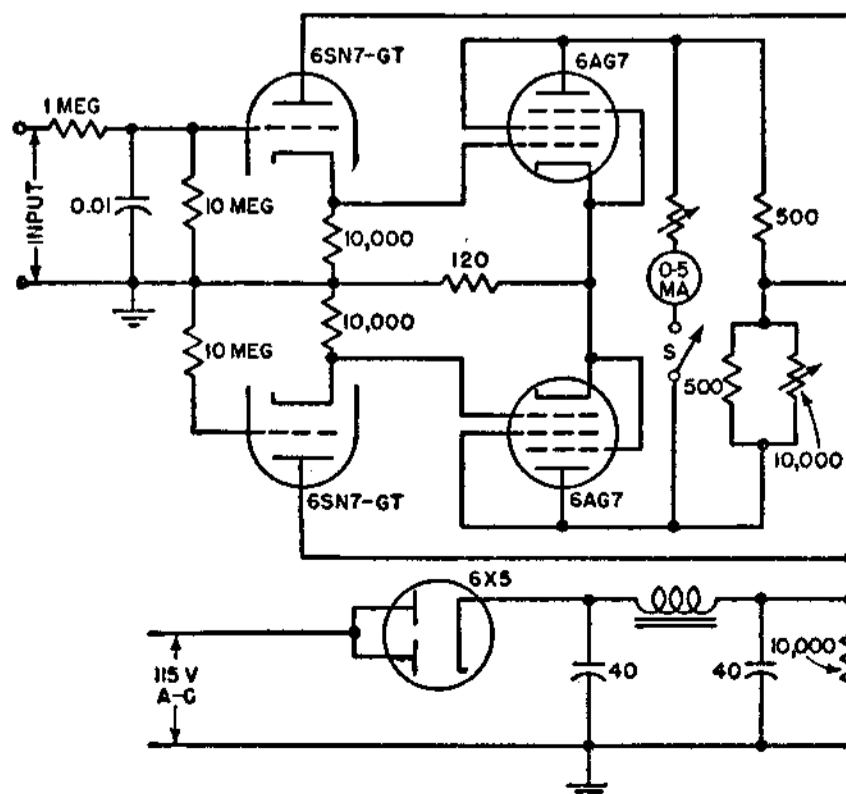 6SN7-GT
6AG7
1 MEG
INPUT
0.01
10 MEG
10,000
120
500
0-5
MA
10,000
10 MEG
S
500
10,000
6SN7-GT
6AG7
6X5
115 V
A-C
40
40
10,000